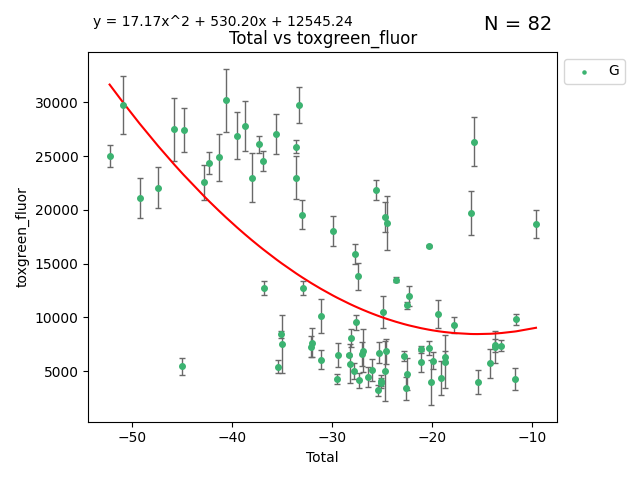 y = 17.17x^2 + 530.20x + 12545.24
N = 82
Total vs toxgreen_fluor
G
toxgreen_fluor
30000
25000
20000
15000
10000
5000
−50
−40
−30
−20
−10
Total